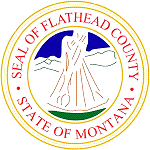 SEAL OF FLATHEAD COUNTY
STATE OF MONTANA